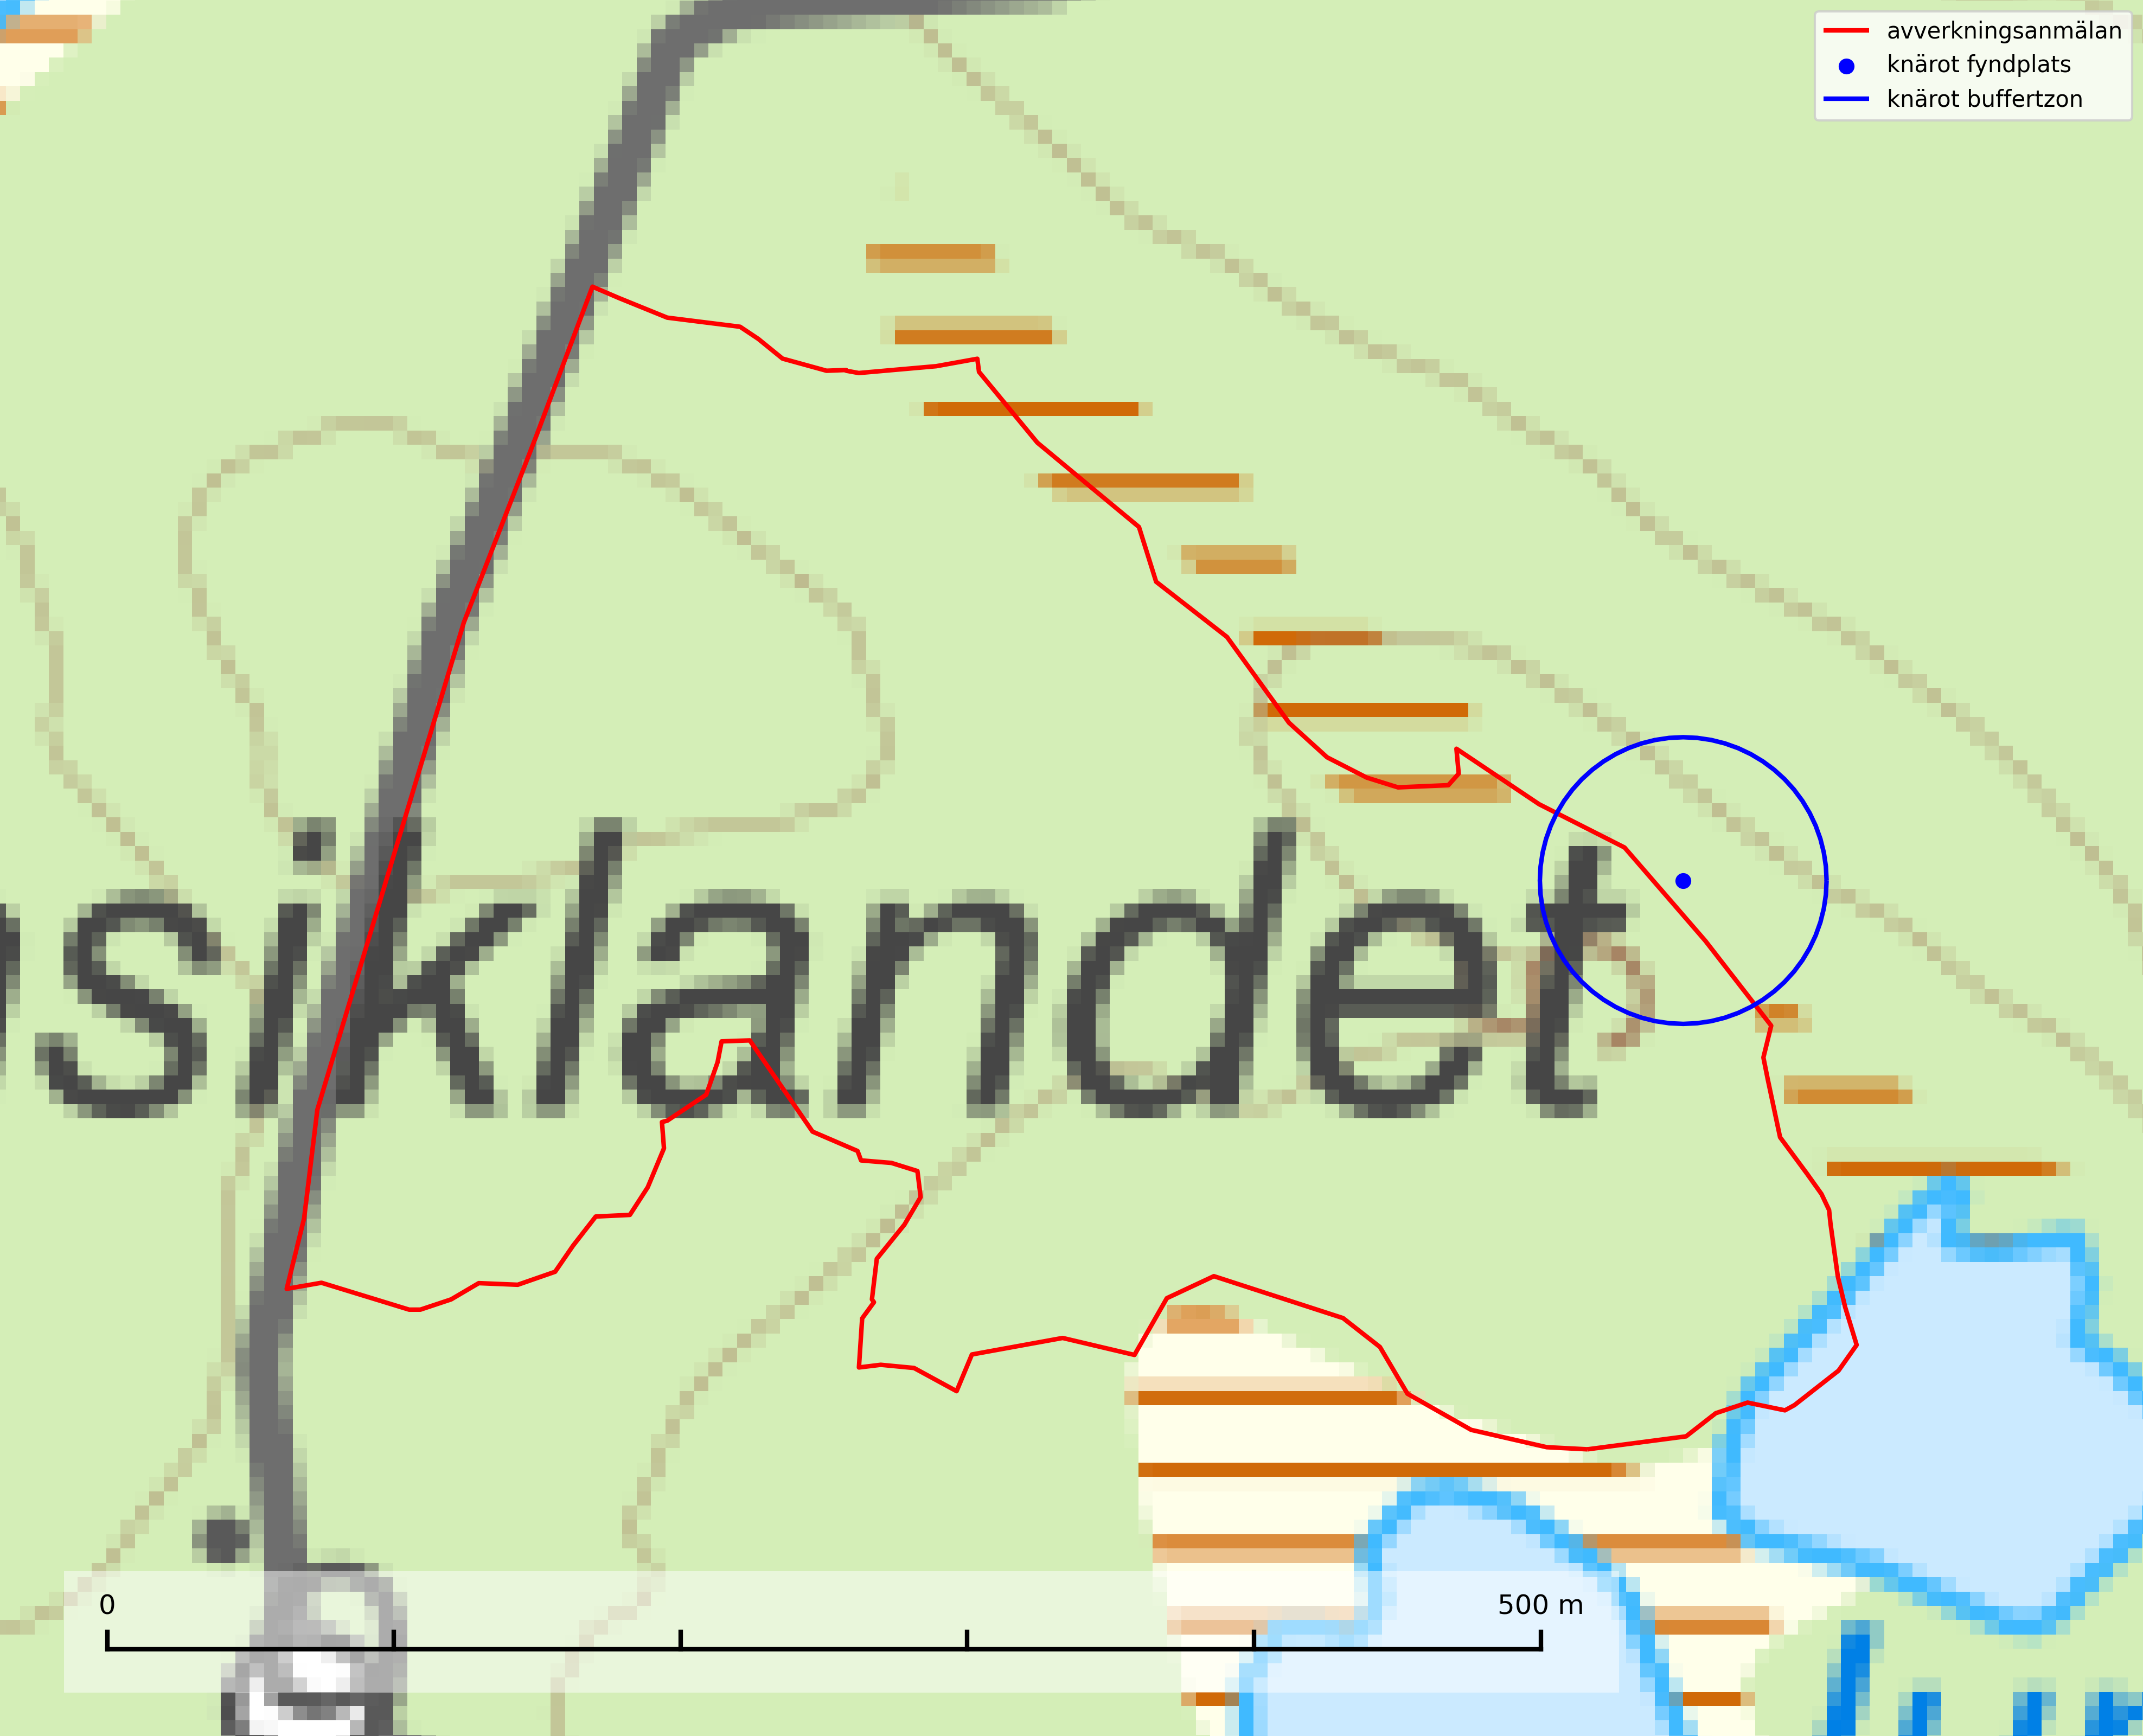 avverkningsanmälan
knärot fyndplats
knärot buffertzon
siklandet
0 500 m